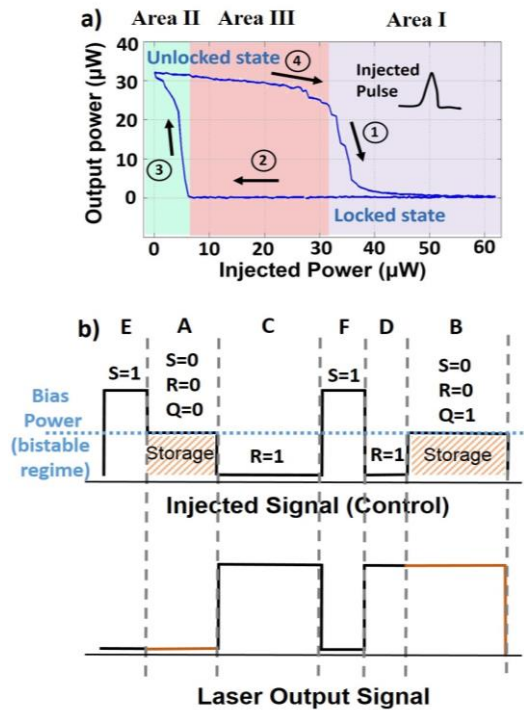 a)
Area II
Area III
Area I
Output power (µW)
40
30
20
10
0
Unlocked state
④
Injected
Pulse
①
③
②
Locked state
0 10 20 30 40 50 60
Injected Power (µW)
b)
E A C F D B
S=1
S=0
R=0
Q=0
S=1
S=0
R=0
Q=1
Bias
Power
(bistable
regime)
Storage
R=1
R=1
Storage
Injected Signal (Control)
Laser Output Signal